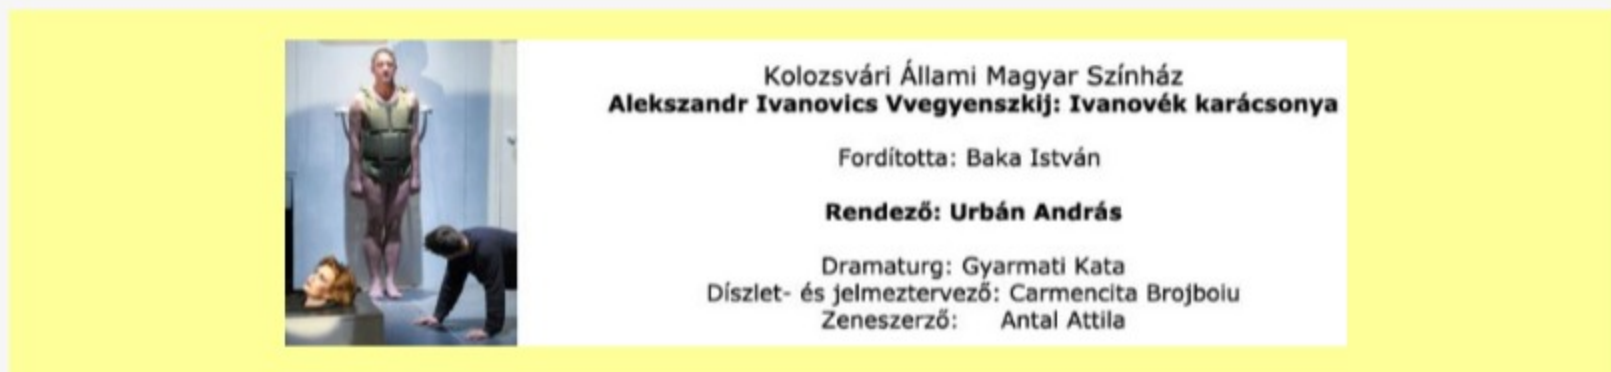 Kolozsvári Állami Magyar Színház
Alekszandr Ivanovics Vvegyenszkij: Ivanovék karácsonya
Fordította: Baka István
Rendező: Urbán András
Dramaturg: Gyarmati Kata
Díszlet- és jelmeztervező: Carmencita Brojboiu
Zeneszerző: Antal Attila